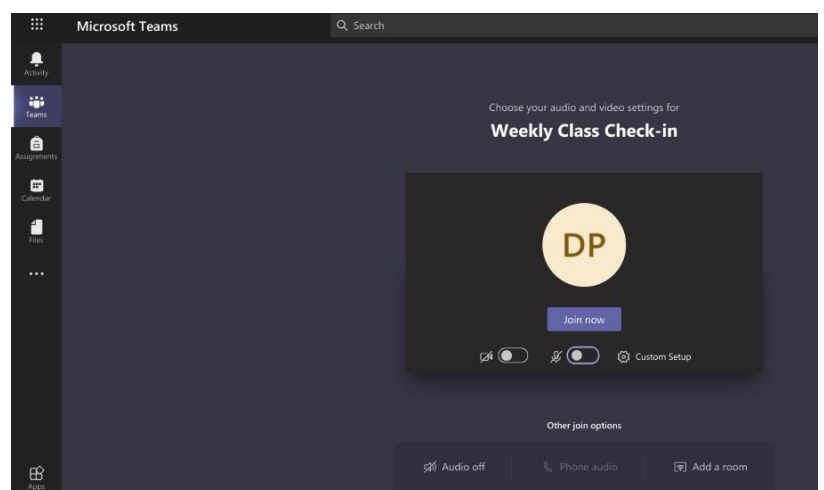 Microsoft Teams
Search
Activity
Teams
Assignments
Calendar
Files
Apps
Choose your audio and video settings for
Weekly Class Check-in
DP
Join now
Custom Setup
Other join options
Audio off
Phone audio
Add a room